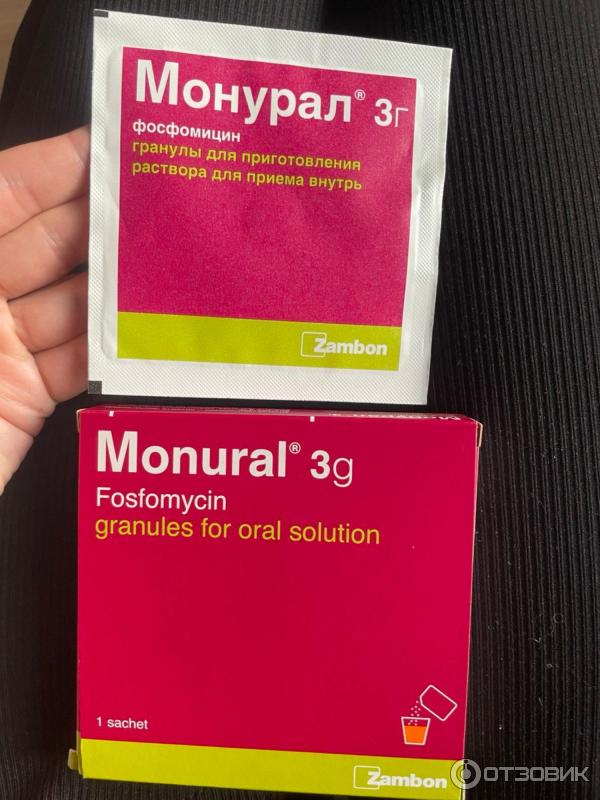 Монурал® 3г
фосфомицин
гранулы для приготовления
раствора для приема внутрь
Zambon
Monural® 3g
Fosfomycin
granules for oral solution
1 sachet
Zambon
ОТЗОВИК